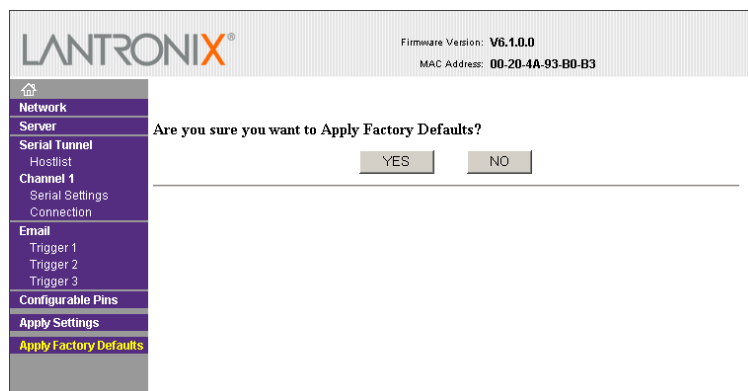 LANTRONIX®
Firmware Version: V6.1.0.0
MAC Address: 00-20-4A-93-B0-B3
Network
Server
Serial Tunnel
Hostlist
Channel 1
Serial Settings
Connection
Email
Trigger 1
Trigger 2
Trigger 3
Configurable Pins
Apply Settings
Apply Factory Defaults
Are you sure you want to Apply Factory Defaults?
YES NO